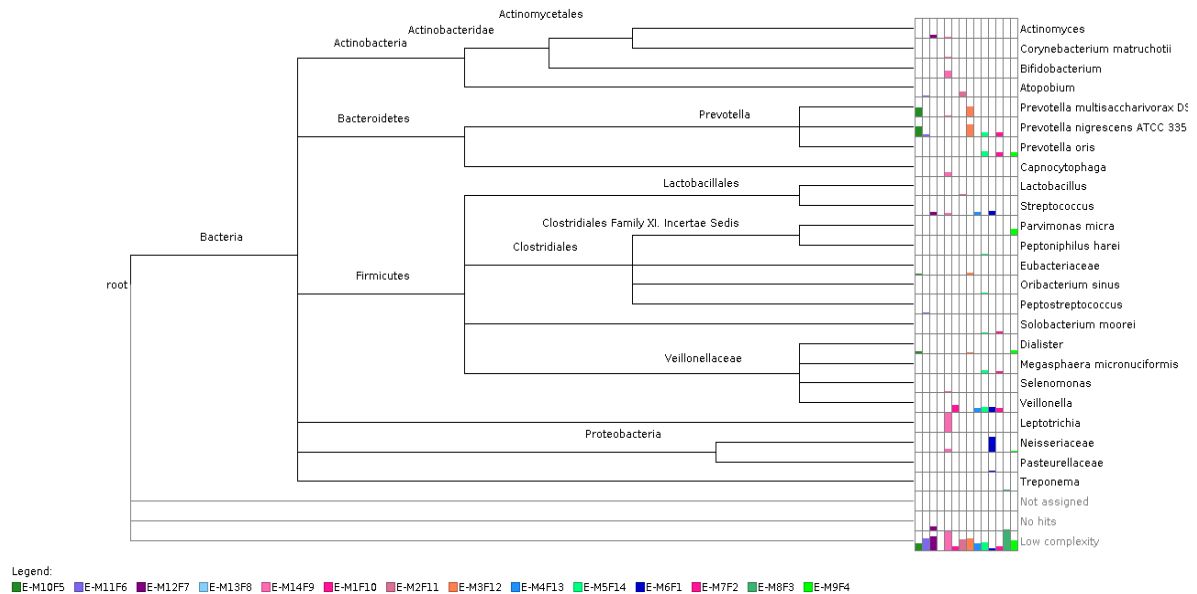 Actinomycetales
Actinobacteridae
Actinobacteria
Actinomyces
Corynebacterium matruchotii
Bifidobacterium
Atopobium
Prevotella multisaccharivorax DS
Bacteroidetes
Prevotella
Prevotella nigrescens ATCC 335
Prevotella oris
Capnocytophaga
Lactobacillales
Lactobacillus
Streptococcus
Clostridiales Family XI. Incertae Sedis
Parvimonas micra
Bacteria
Clostridiales
Peptoniphilus harei
Firmicutes
Eubacteriaceae
root
Oribacterium sinus
Peptostreptococcus
Solobacterium moorei
Dialister
Veillonellaceae
Megasphaera micronuciformis
Selenomonas
Veillonella
Leptotrichia
Proteobacteria
Neisseriaceae
Pasteurellaceae
Treponema
Not assigned
No hits
Low complexity
Legend:
E-M10F5 E-M11F6 E-M12F7 E-M13F8 E-M14F9 E-M1F10 E-M2F11 E-M3F12 E-M4F13 E-M5F14 E-M6F1 E-M7F2 E-M8F3 E-M9F4